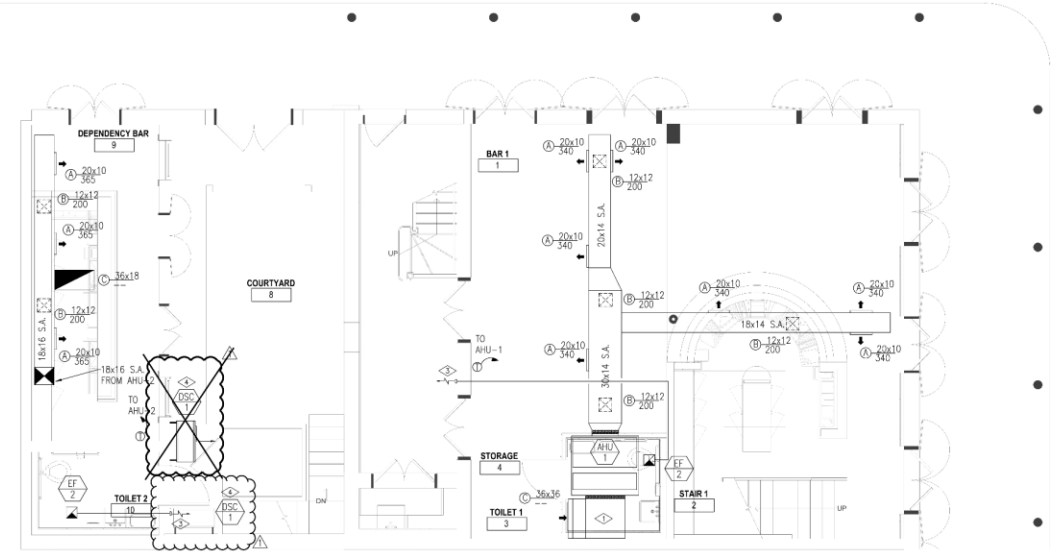 DEPENDENCY BAR
9
A 20x10
365
B 12x12
200
A 20x10
365
C 36x18
B 12x12
200
18x16 S.A.
A 20x10
365
18x16 S.A.
FROM AHU-2
TO
AHU-2
T
COURTYARD
8
4
DSC
1
1
EF
2
TOILET 2
10
3
4
DSC
1
1
DN
UP
BAR 1
1
A 20x10
340
A 20x10
340
B 12x12
200
20x14 S.A.
A 20x10
340
B 12x12
200
TO
AHU-1
T
3
A 20x10
340
30x14 S.A.
B 12x12
200
A 20x10
340
A 20x10
340
18x14 S.A.
B 12x12
200
A 20x10
340
AHU
1
STORAGE
4
EF
2
C 36x36
TOILET 1
3
1
STAIR 1
2
UP